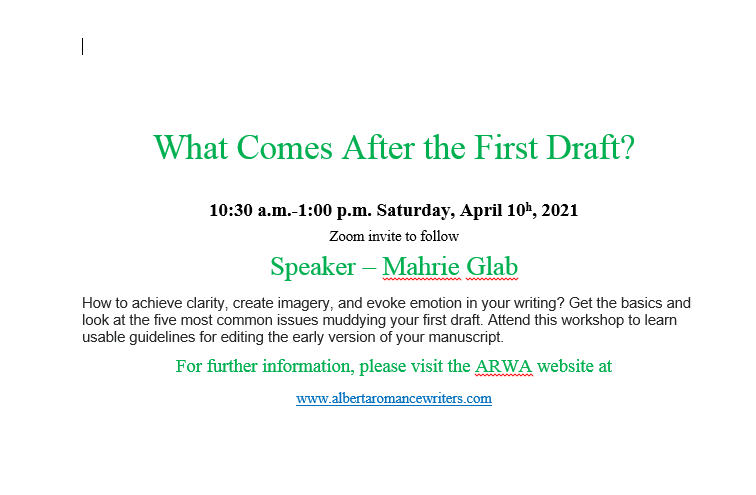 What Comes After the First Draft?
10:30 a.m.-1:00 p.m. Saturday, April 10h, 2021
Zoom invite to follow
Speaker – Mahrie Glab
How to achieve clarity, create imagery, and evoke emotion in your writing? Get the basics and
look at the five most common issues muddying your first draft. Attend this workshop to learn
usable guidelines for editing the early version of your manuscript.
For further information, please visit the ARWA website at
www.albertaromancewriters.com